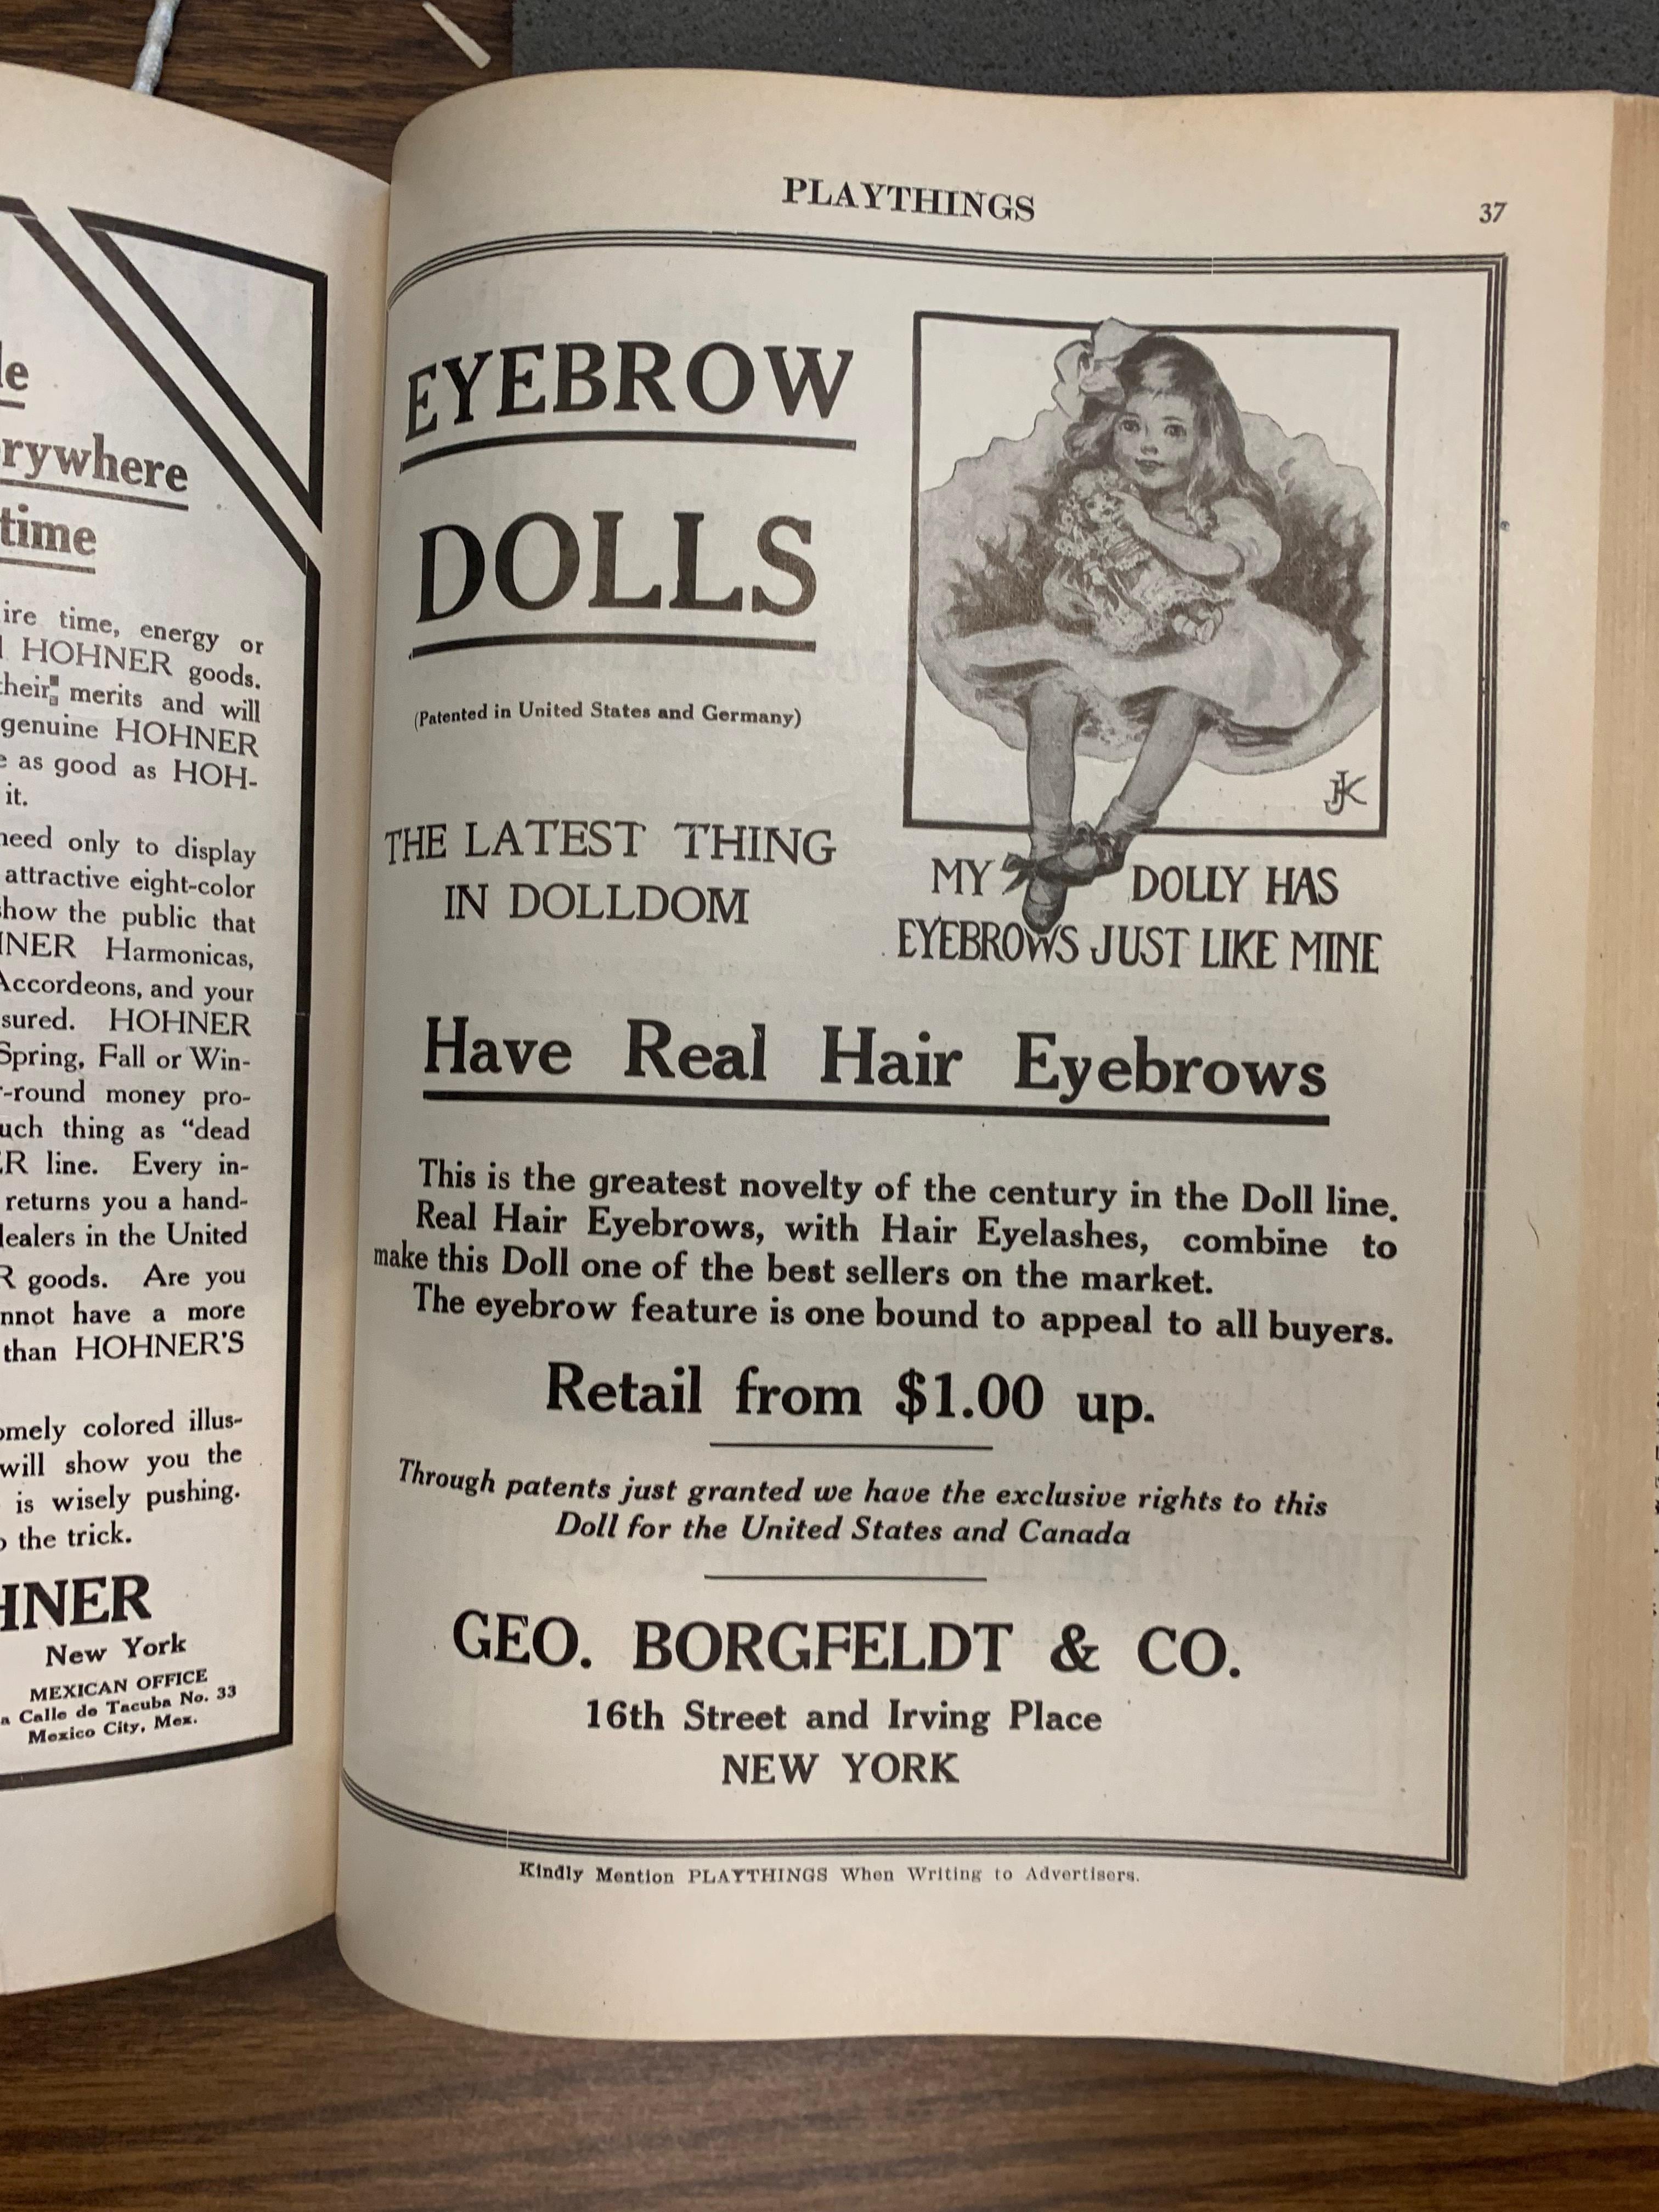 le
rywhere
time
ire time, energy or
HOHNER goods.
their merits and will
genuine HOHNER
e as good as HOH-
it.
need only to display
attractive eight-color
show the public that
HNER Harmonicas,
Accordeons, and your
sured. HOHNER
Spring, Fall or Win-
r-round money pro-
uch thing as "dead
ER line. Every in-
returns you a hand-
dealers in the United
R goods. Are you
nnot have a more
than HOHNER'S
omely colored illus-
will show you the
is wisely pushing.
o the trick.
HNER
New York
MEXICAN OFFICE
a Calle de Tacuba No. 33
Mexico City, Mex.
PLAYTHINGS
37
EYEBROW
DOLLS
(Patented in United States and Germany)
THE LATEST THING
IN DOLLDOM
JK
MY DOLLY HAS
EYEBROWS JUST LIKE MINE
Have Real Hair Eyebrows
This is the greatest novelty of the century in the Doll line.
Real Hair Eyebrows, with Hair Eyelashes, combine to
make this Doll one of the best sellers on the market.
The eyebrow feature is one bound to appeal to all buyers.
Retail from $1.00 up.
Through patents just granted we have the exclusive rights to this
Doll for the United States and Canada
GEO. BORGFELDT & CO.
16th Street and Irving Place
NEW YORK
Kindly Mention PLAYTHINGS When Writing to Advertisers.